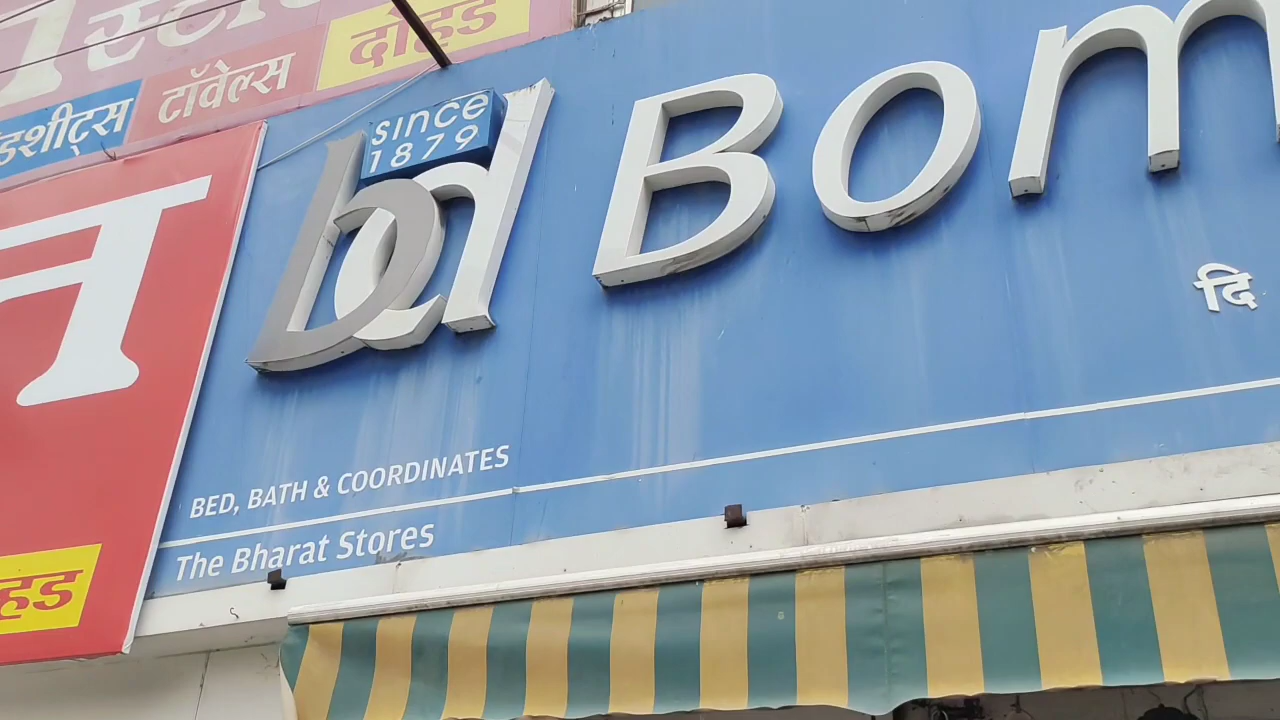 दोहड
टॉवेल्स
since
1879
bd
Bom
दि
BED, BATH & COORDINATES
The Bharat Stores